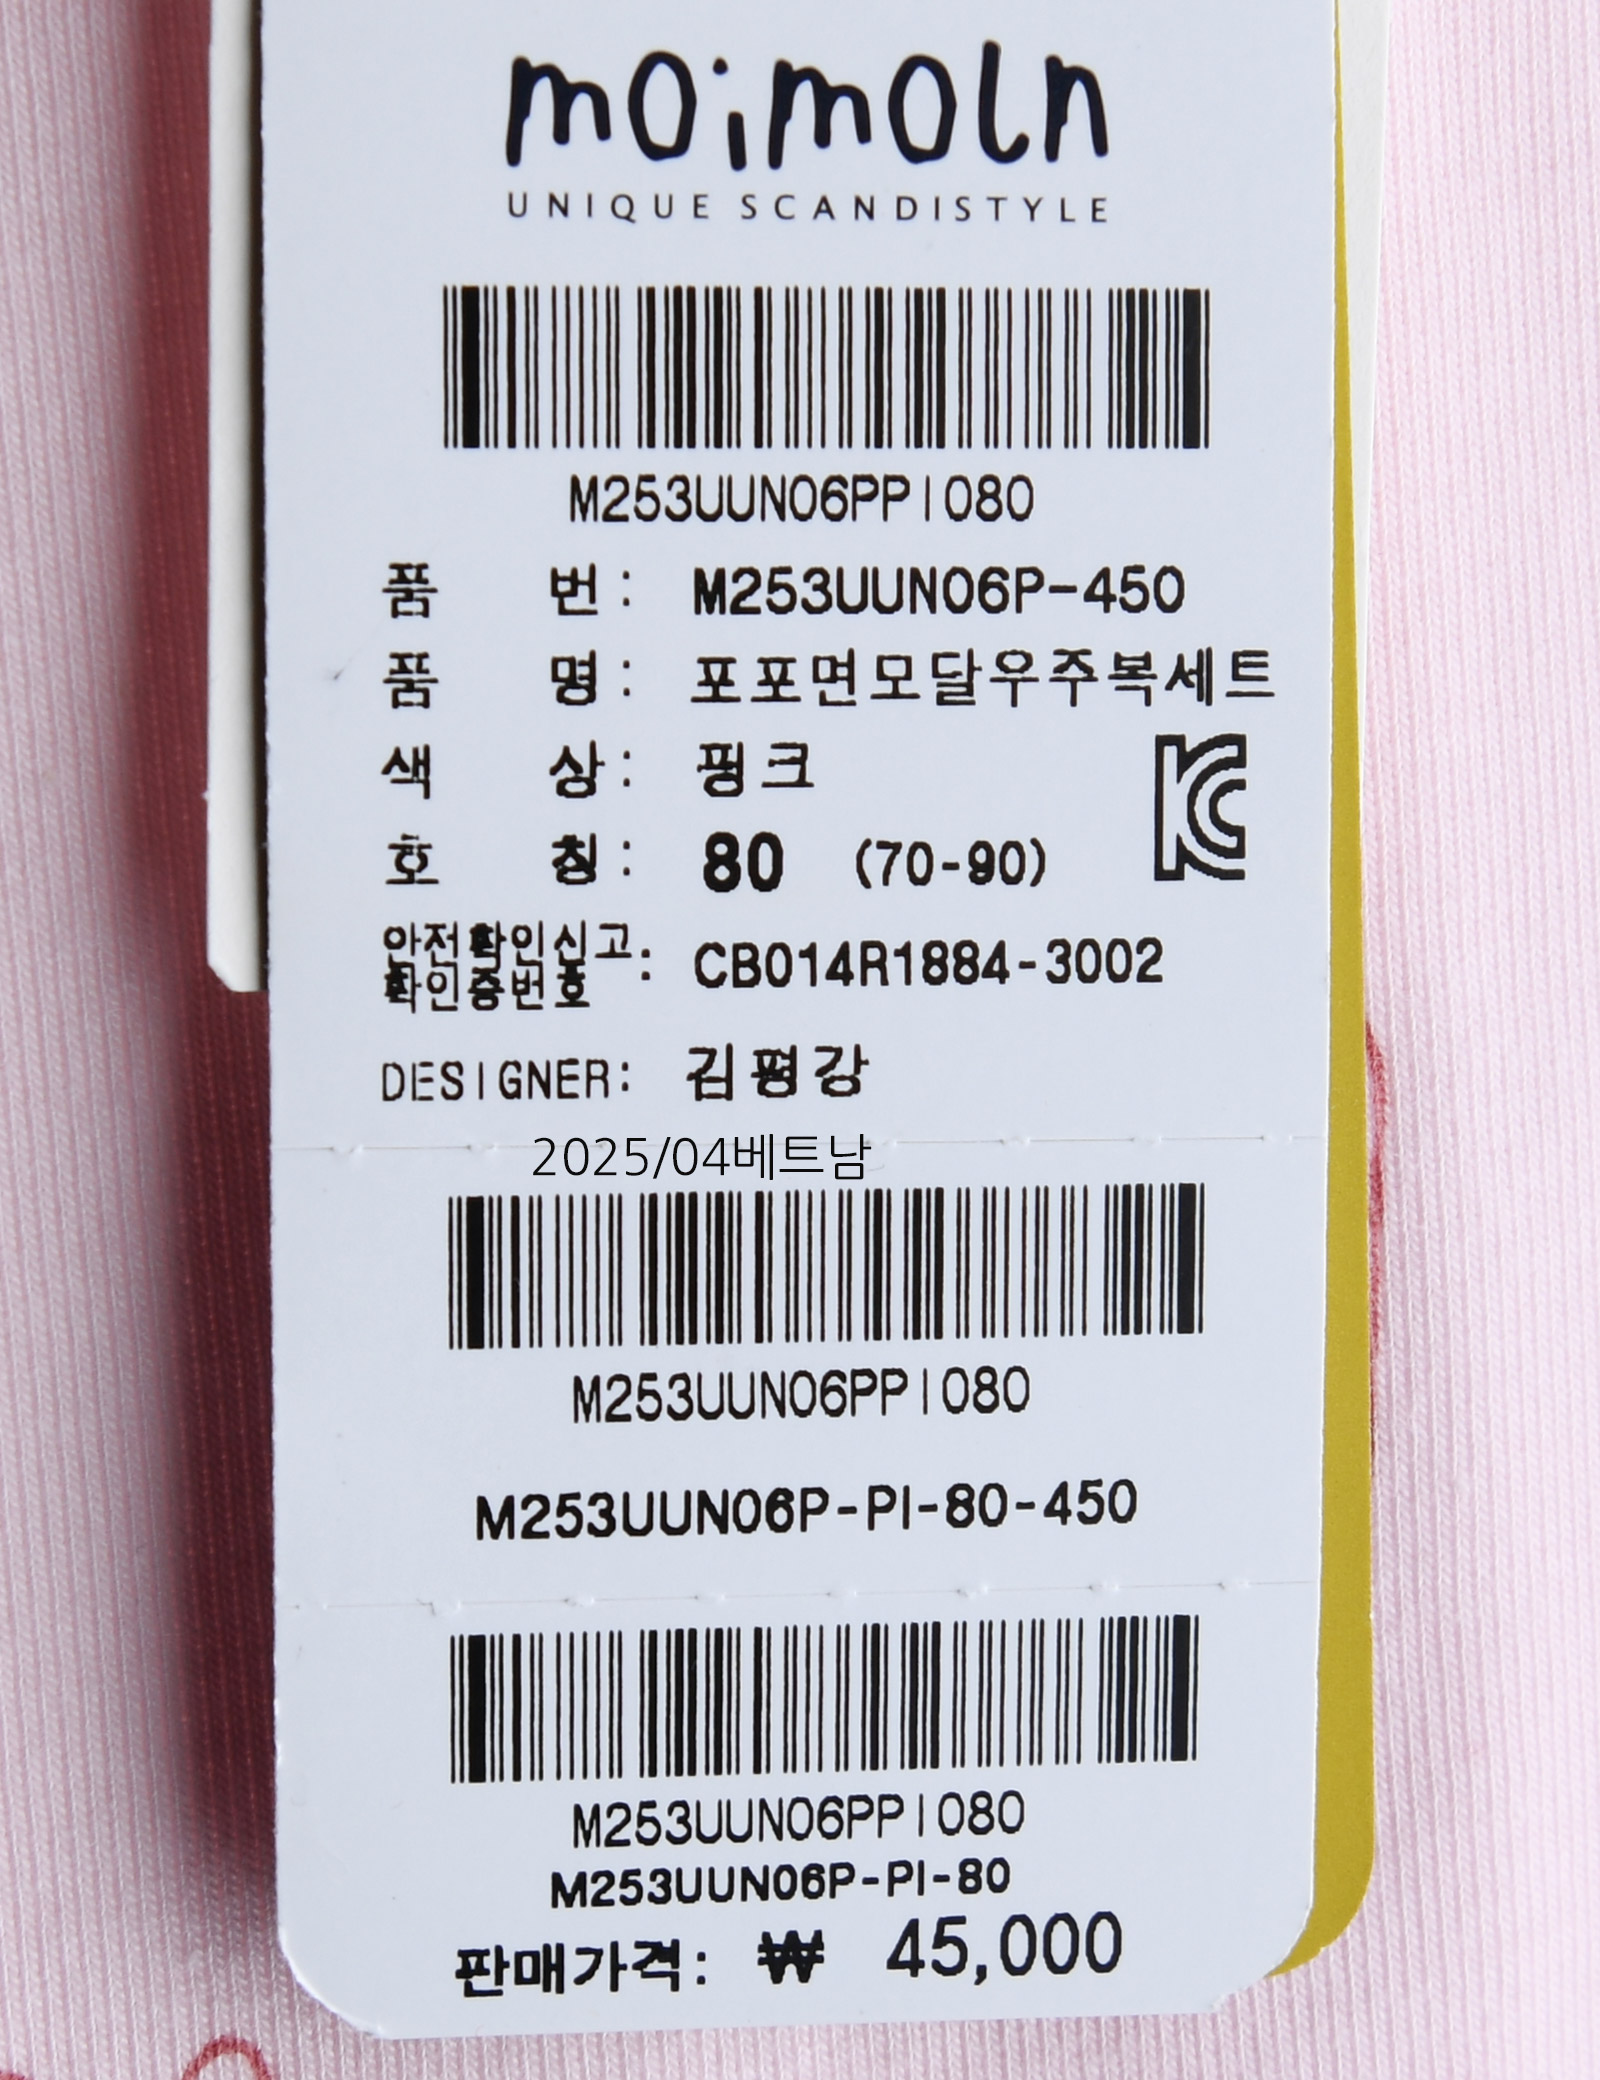 moimoln
UNIQUE SCANDISTYLE
M253UUN06PPI080
품 번 : M253UUN06P-450
품 명 : 포포면모달우주복세트
색 상 : 핑크
호 칭 : 80 (70-90)
안전확인신고
확인증번호 : CB014R1884-3002
DESIGNER: 김평강
2025/04베트남
M253UUN06PPI080
M253UUN06P-PI-80-450
M253UUN06PPI080
M253UUN06P-PI-80
판매가격: ₩ 45,000